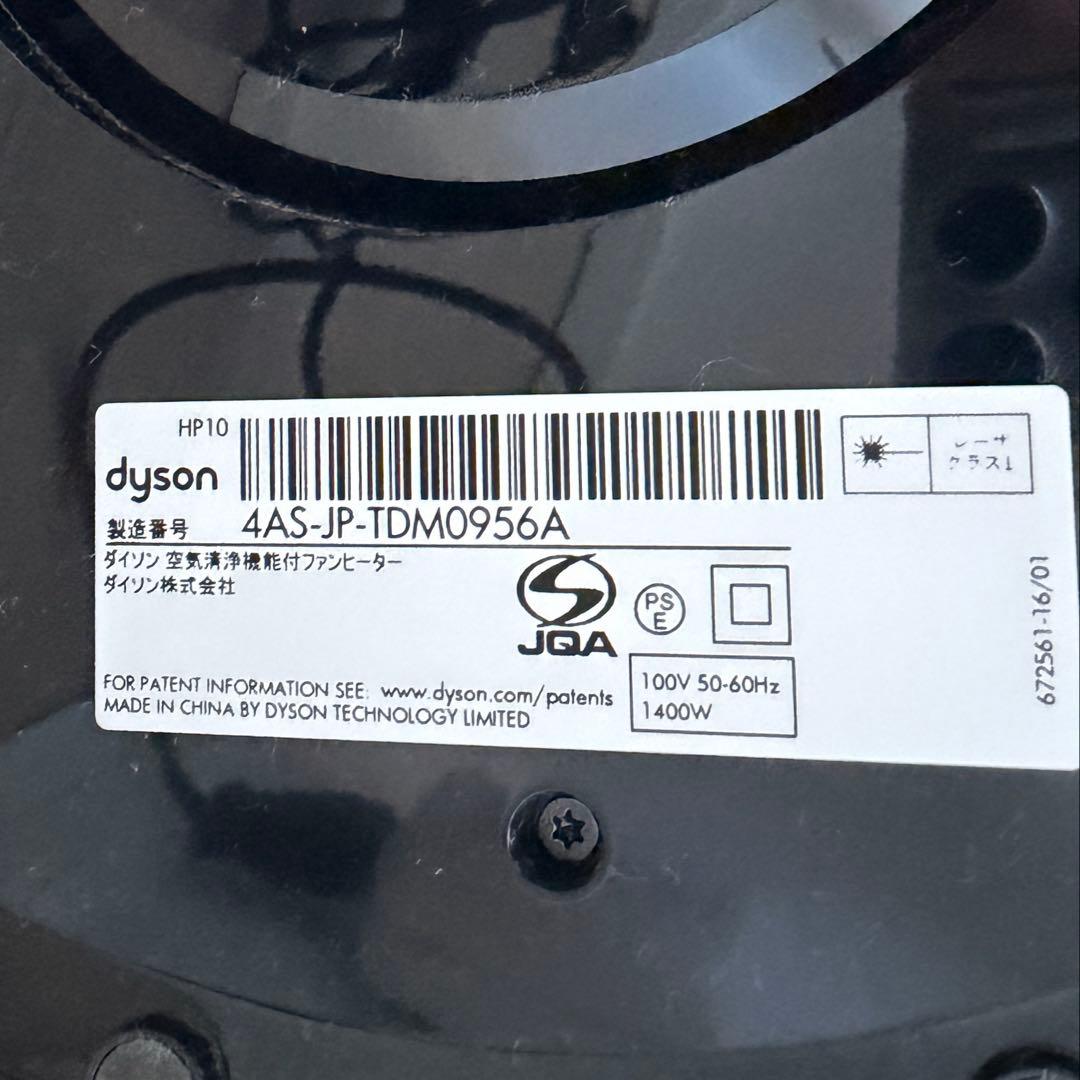 HP10
dyson
レーザ
クラス1
製造番号 4AS-JP-TDM0956A
ダイソン 空気清浄機能付ファンヒーター
ダイソン株式会社
JQA
PS
E
100V 50-60Hz
1400W
FOR PATENT INFORMATION SEE: www.dyson.com/patents
MADE IN CHINA BY DYSON TECHNOLOGY LIMITED
672561-16/01